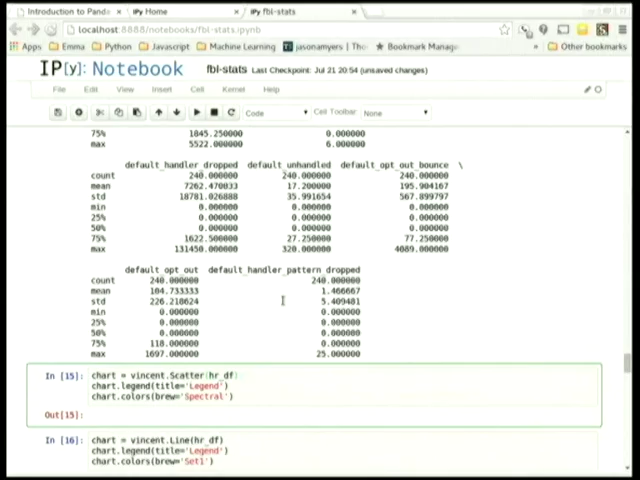 Introduction to Panda
IPy Home
IPy fbl-stats
localhost:8888/notebooks/fbl-stats.ipynb
Apps Emma Python Javascript Machine Learning jasonamyers | Tho Bookmark Manag » Other bookmarks
IP[y]: Notebook fbl-stats Last Checkpoint: Jul 21 20:54 (unsaved changes)
File Edit View Insert Cell Kernel Help
Code Cell Toolbar: None
75% 1845.250000 0.000000
max 5522.000000 6.000000
default_handler_dropped default_unhandled default_opt_out_bounce \
count 240.000000 240.000000 240.000000
mean 7262.470833 17.200000 195.904167
std 18781.026888 35.991654 567.899797
min 0.000000 0.000000 0.000000
25% 0.000000 0.000000 0.000000
50% 0.000000 0.000000 0.000000
75% 1622.500000 27.250000 77.250000
max 131450.000000 320.000000 4089.000000
default_opt_out default_handler_pattern_dropped
count 240.000000 240.000000
mean 104.733333 1.466667
std 226.210624 5.409481
min 0.000000 0.000000
25% 0.000000 0.000000
50% 0.000000 0.000000
75% 118.000000 0.000000
max 1697.000000 25.000000
In [15]: chart = vincent.Scatter(hr_df)
chart.legend(title='Legend')
chart.colors(brew='Spectral')
Out[15]:
In [16]: chart = vincent.Line(hr_df)
chart.legend(title='Legend')
chart.colors(brew='Set1')